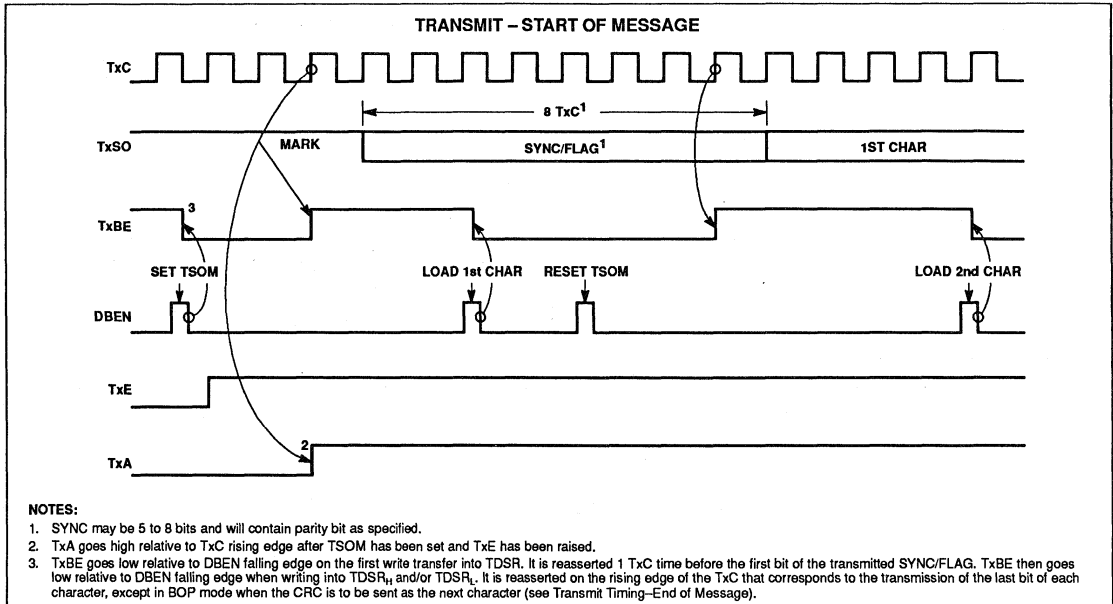 TRANSMIT – START OF MESSAGE
TxC
8 TxC1
TxSO
MARK
SYNC/FLAG1
1ST CHAR
TxBE
3
SET TSOM
LOAD 1st CHAR
RESET TSOM
LOAD 2nd CHAR
DBEN
TxE
2
TxA
NOTES:
1. SYNC may be 5 to 8 bits and will contain parity bit as specified.
2. TxA goes high relative to TxC rising edge after TSOM has been set and TxE has been raised.
3. TxBE goes low relative to DBEN falling edge on the first write transfer into TDSR. It is reasserted 1 TxC time before the first bit of the transmitted SYNC/FLAG. TxBE then goes
low relative to DBEN falling edge when writing into TDSRH and/or TDSRL. It is reasserted on the rising edge of the TxC that corresponds to the transmission of the last bit of each
character, except in BOP mode when the CRC is to be sent as the next character (see Transmit Timing–End of Message).